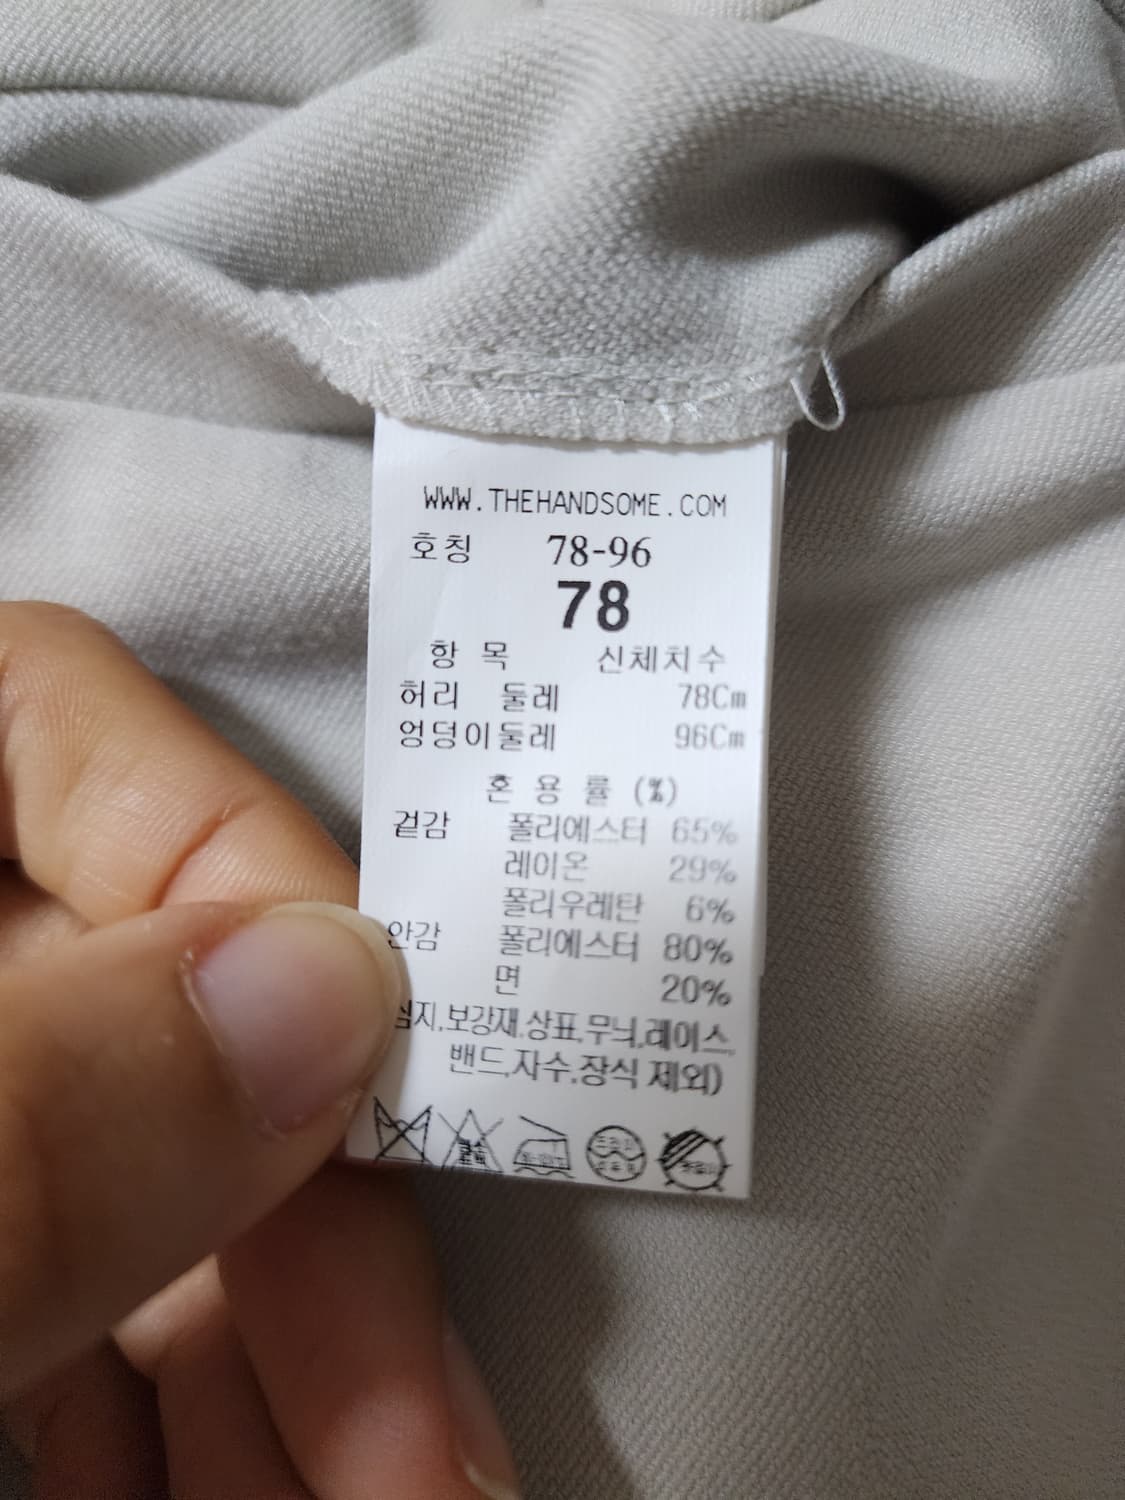 WWW.THEHANDSOME.COM
호칭 78-96
78
항 목 신체치수
허리 둘레 78Cm
엉덩이둘레 96Cm
혼 용 률 (%)
겉감 폴리에스터 65%
레이온 29%
폴리우레탄 6%
안감 폴리에스터 80%
면 20%
심지,보강재,상표,무늬,레이스,
밴드,자수,장식 제외)